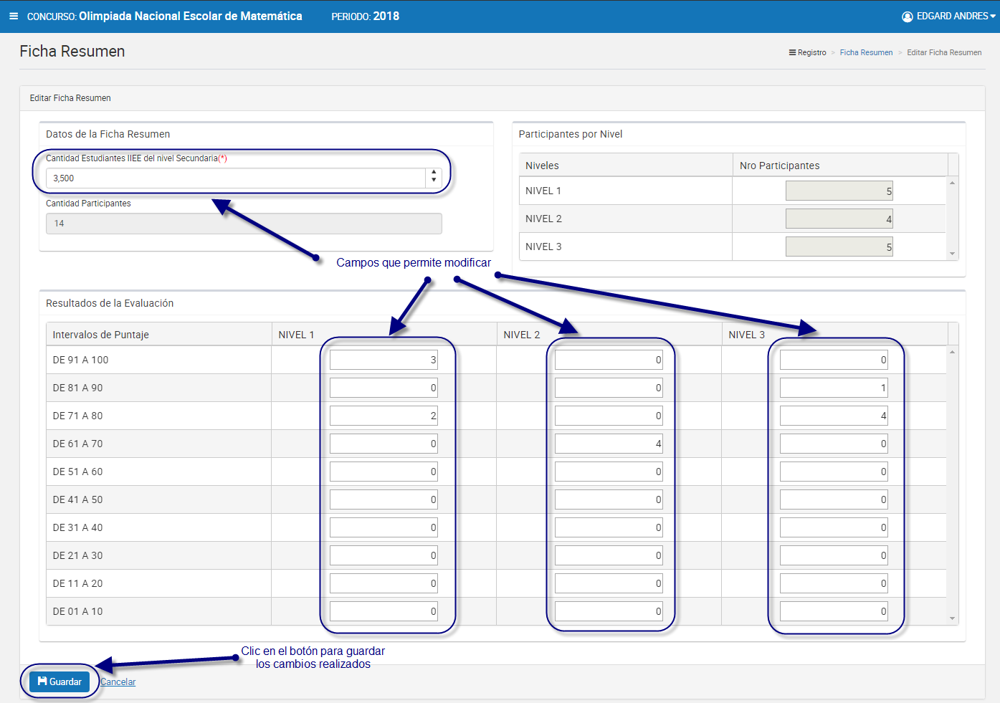 CONCURSO: Olimpiada Nacional Escolar de Matemática PERIODO: 2018 EDGARD ANDRES
Ficha Resumen
Registro > Ficha Resumen > Editar Ficha Resumen
Editar Ficha Resumen
Datos de la Ficha Resumen
Cantidad Estudiantes IIEE del nivel Secundaria(*)
3,500
Cantidad Participantes
14
Participantes por Nivel
Niveles Nro Participantes
NIVEL 1 5
NIVEL 2 4
NIVEL 3 5
Campos que permite modificar
Resultados de la Evaluación
Intervalos de Puntaje NIVEL 1 NIVEL 2 NIVEL 3
DE 91 A 100 3 0 0
DE 81 A 90 0 0 1
DE 71 A 80 2 0 4
DE 61 A 70 0 4 0
DE 51 A 60 0 0 0
DE 41 A 50 0 0 0
DE 31 A 40 0 0 0
DE 21 A 30 0 0 0
DE 11 A 20 0 0 0
DE 01 A 10 0 0 0
Clic en el botón para guardar
los cambios realizados
Guardar Cancelar